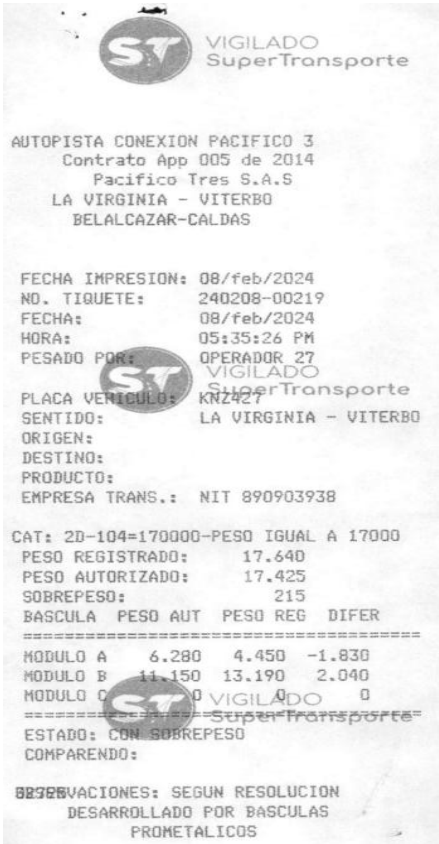 ST VIGILADO
SuperTransporte
AUTOPISTA CONEXION PACIFICO 3
Contrato App 005 de 2014
Pacifico Tres S.A.S
LA VIRGINIA - VITERBO
BELALCAZAR-CALDAS
FECHA IMPRESION: 08/feb/2024
NO. TIQUETE: 240208-00219
FECHA: 08/feb/2024
HORA: 05:35:26 PM
PESADO POR: OPERADOR 27
ST VIGILADO
SuperTransporte
PLACA VEHICULO: KNZ427
SENTIDO: LA VIRGINIA - VITERBO
ORIGEN:
DESTINO:
PRODUCTO:
EMPRESA TRANS.: NIT 890903938
CAT: 2D-104=170000-PESO IGUAL A 17000
PESO REGISTRADO: 17.640
PESO AUTORIZADO: 17.425
SOBREPESO: 215
BASCULA PESO AUT PESO REG DIFER
========================================
MODULO A 6.280 4.450 -1.830
MODULO B 11.150 13.190 2.040
MODULO C 0 0 0
ST VIGILADO
========================================
SuperTransporte
ESTADO: CON SOBREPESO
COMPARENDO:
SEGUN RESOLUCION
DESARROLLADO POR BASCULAS
PROMETALICOS